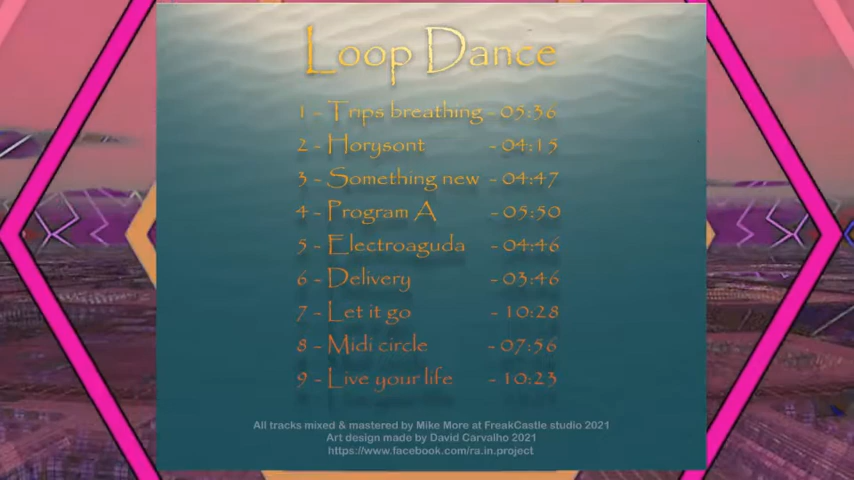 Loop Dance
1 - Trips breathing - 05:36
2 - Horysont - 04:15
3 - Something new - 04:47
4 - Program A - 05:50
5 - Electroaguda - 04:46
6 - Delivery - 03:46
7 - Let it go - 10:28
8 - Midi circle - 07:56
9 - Live your life - 10:23
All tracks mixed & mastered by Mike More at FreakCastle studio 2021
Art design made by David Carvalho 2021
https://www.facebook.com/ra.in.project